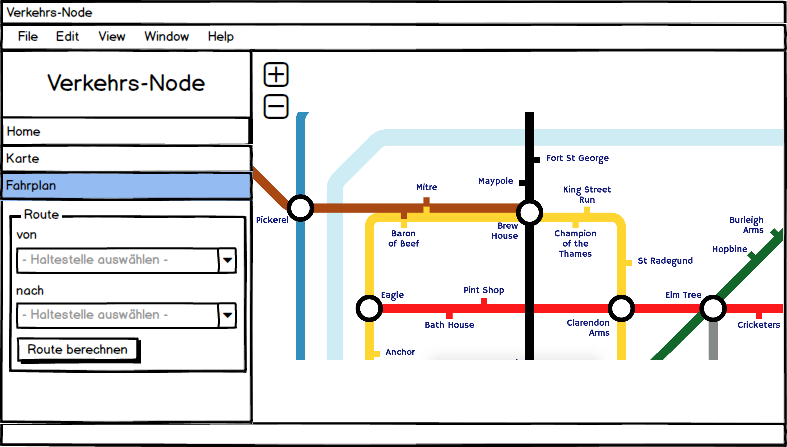 Verkehrs-Node
File Edit View Window Help
Verkehrs-Node
Home
Karte
Fahrplan
Route
von
- Haltestelle auswählen -
nach
- Haltestelle auswählen -
Route berechnen
+
−
Fort St George
Maypole
Mitre
King Street
Run
Pickerel
Baron
of Beef
Brew
House
Champion
of the
Thames
Burleigh
Arms
Hopbine
St Radegund
Eagle
Pint Shop
Elm Tree
Bath House
Clarendon
Arms
Cricketers
Anchor